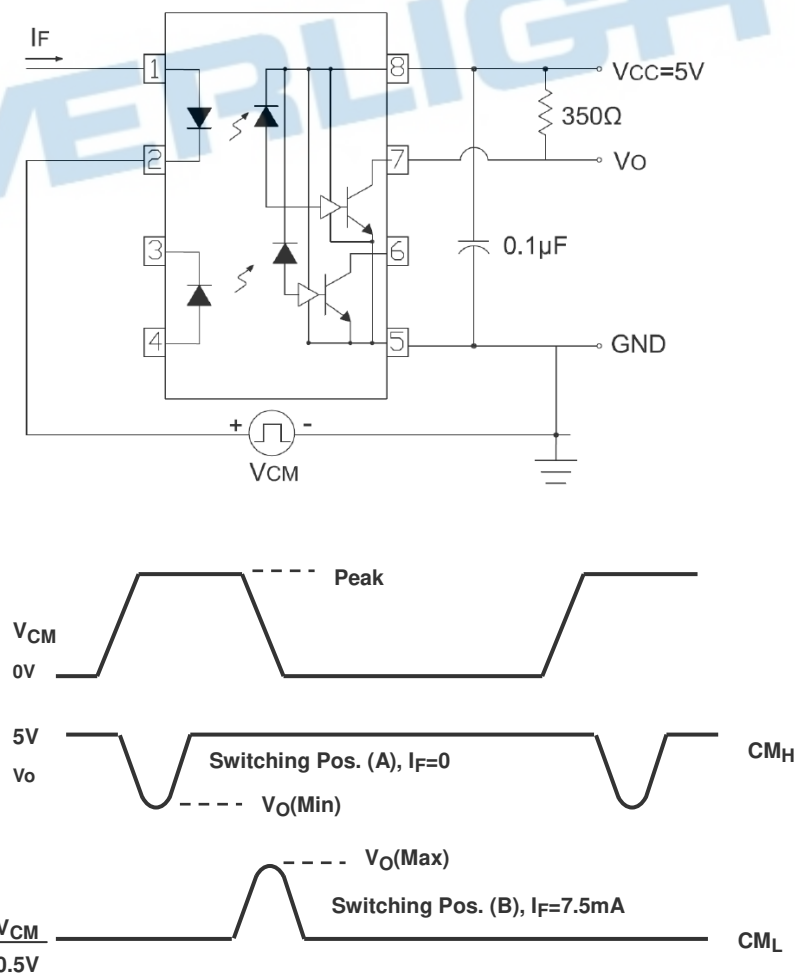 VERLIGH
IF
1
8
VCC=5V
350Ω
2
7
VO
3
6
0.1µF
4
5
GND
+
-
VCM
Peak
VCM
0V
5V
Vo
Switching Pos. (A), IF=0
CMH
VO(Min)
VO(Max)
Switching Pos. (B), IF=7.5mA
VCM
0.5V
CML